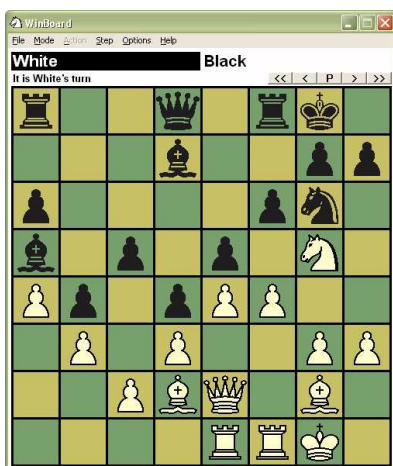 WinBoard
File Mode Action Step Options Help
White Black
It is White's turn << < P > >>